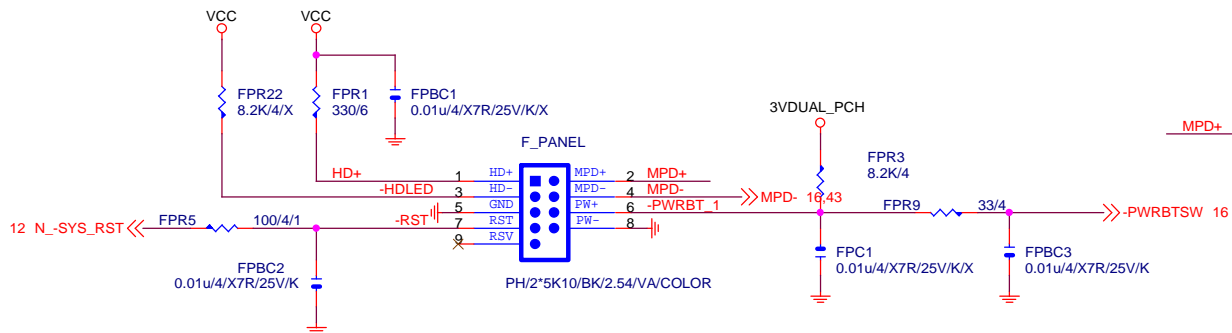 VCC
VCC
FPR22
8.2K/4/X
FPR1
330/6
FPBC1
0.01u/4/X7R/25V/K/X
3VDUAL_PCH
MPD+
F_PANEL
FPR3
8.2K/4
HD+
1
HD+
MPD+
2
MPD+
-HDLED
3
HD-
MPD-
4
MPD-
MPD- 16,43
5
GND
PW+
6
-PWRBT_1
FPR9
33/4
-PWRBTSW 16
12 N_-SYS_RST
FPR5
100/4/1
-RST
7
RST
PW-
8
9
RSV
FPBC2
0.01u/4/X7R/25V/K
PH/2*5K10/BK/2.54/VA/COLOR
FPC1
0.01u/4/X7R/25V/K/X
FPBC3
0.01u/4/X7R/25V/K